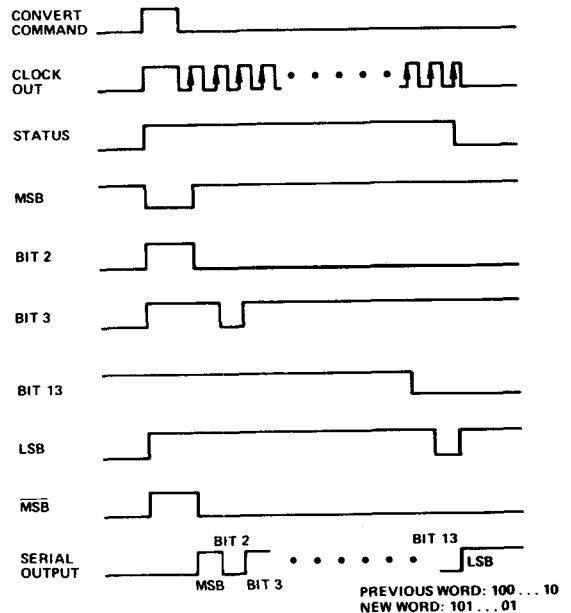 CONVERT
COMMAND
CLOCK
OUT
STATUS
MSB
BIT 2
BIT 3
BIT 13
LSB
MSB
SERIAL
OUTPUT
BIT 2
BIT 13
MSB
BIT 3
LSB
PREVIOUS WORD: 100 . . . 10
NEW WORD: 101 . . . 01